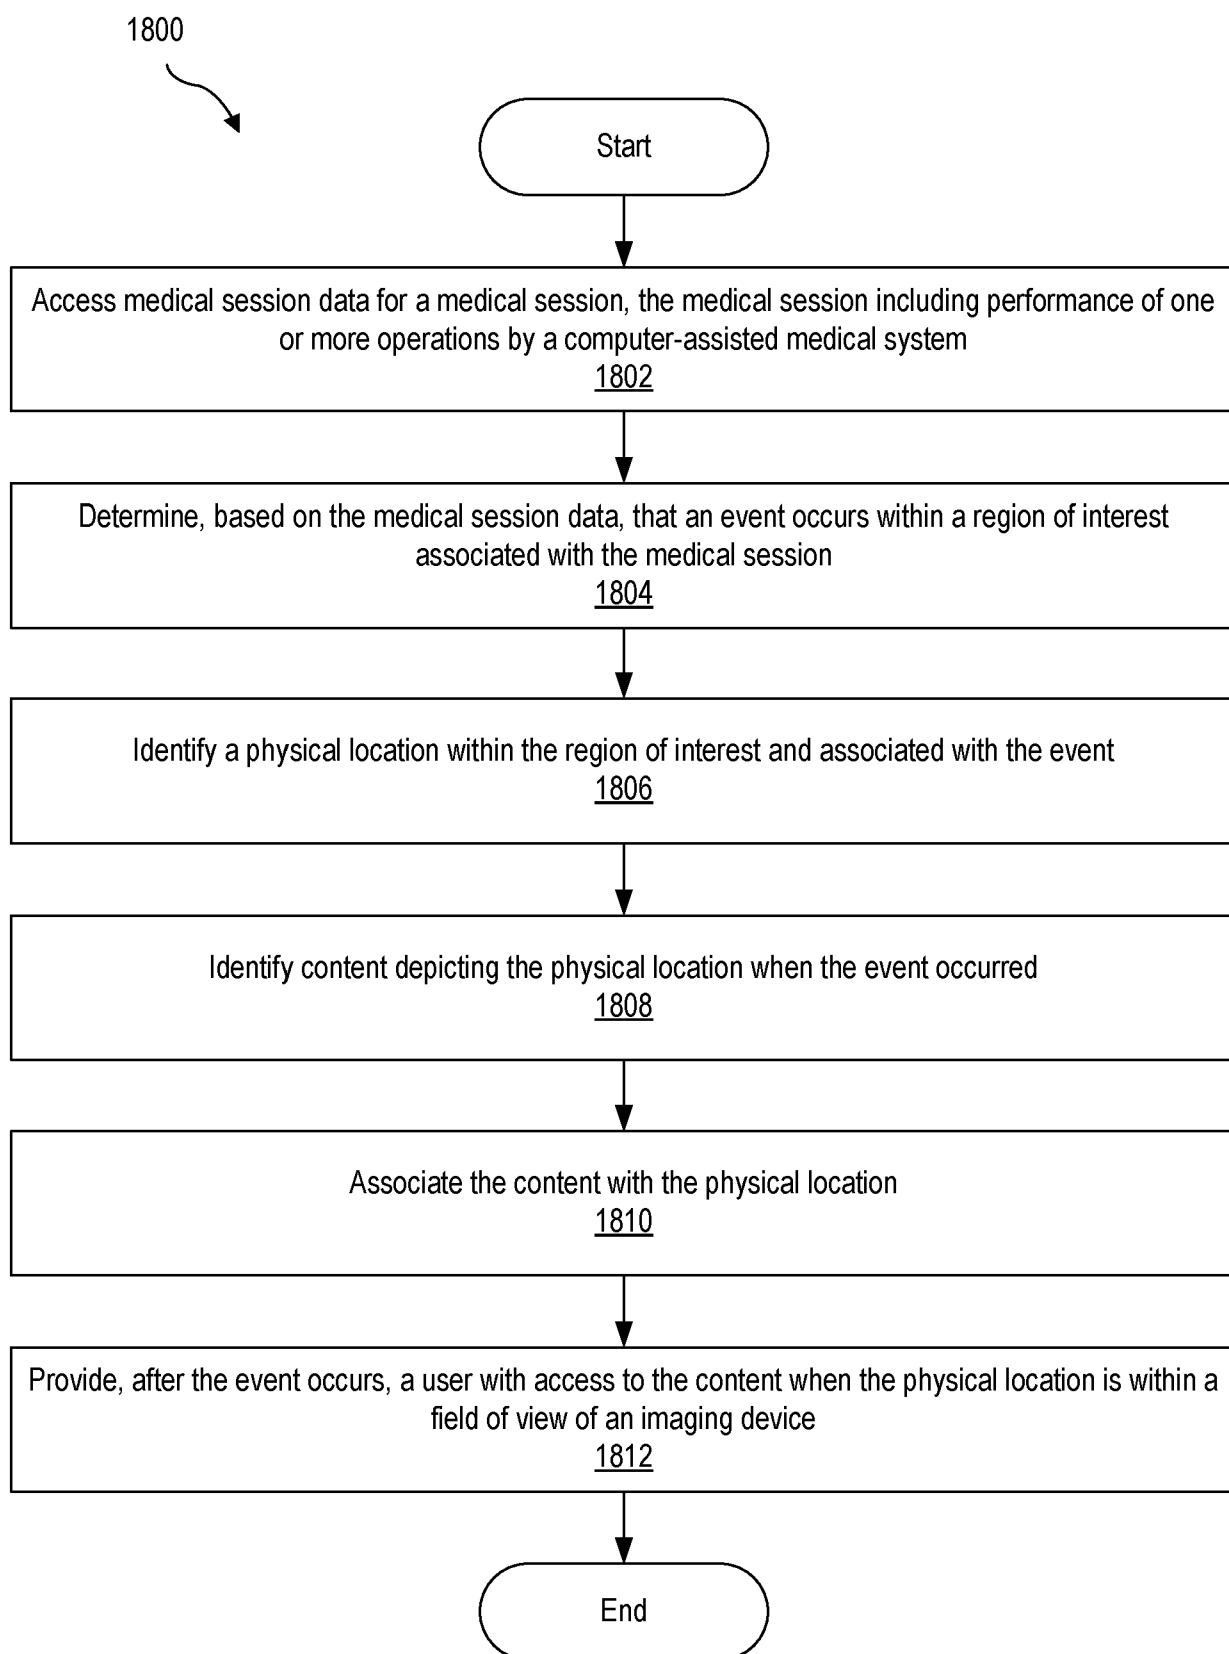 1800
Start
Access medical session data for a medical session, the medical session including performance of one
or more operations by a computer-assisted medical system
1802
Determine, based on the medical session data, that an event occurs within a region of interest
associated with the medical session
1804
Identify a physical location within the region of interest and associated with the event
1806
Identify content depicting the physical location when the event occurred
1808
Associate the content with the physical location
1810
Provide, after the event occurs, a user with access to the content when the physical location is within a
field of view of an imaging device
1812
End